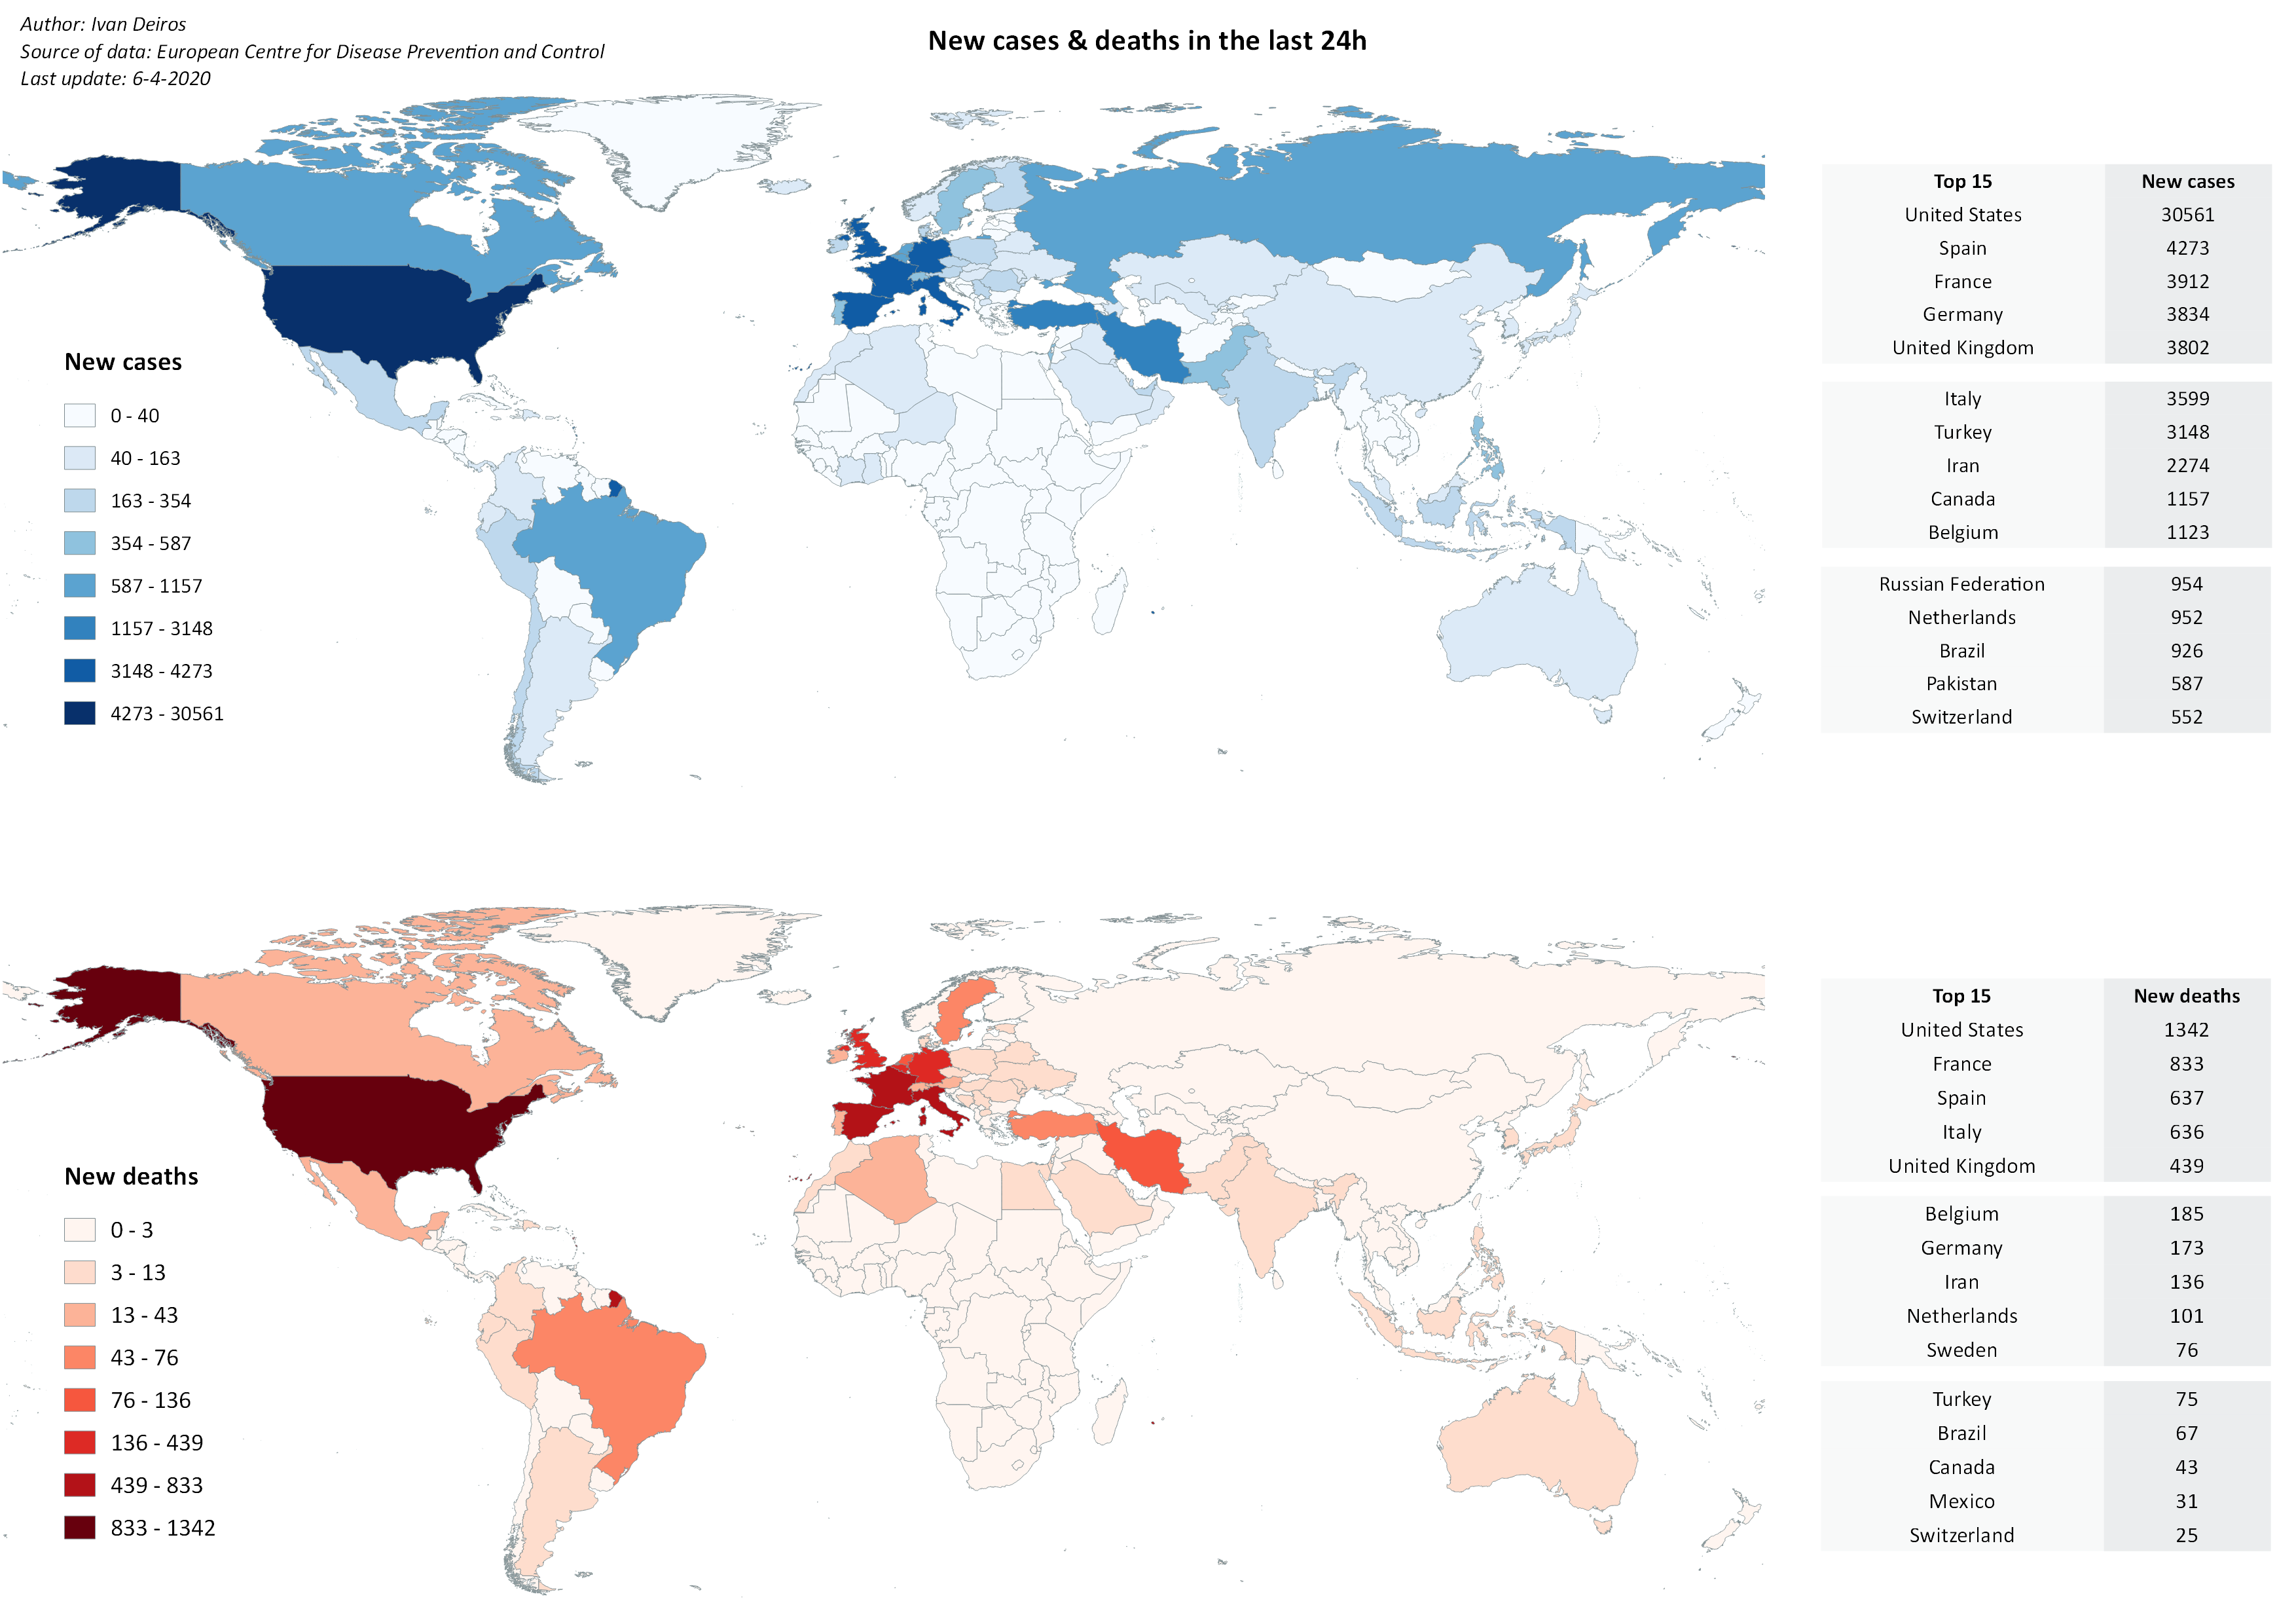 Author: Ivan Deiros
Source of data: European Centre for Disease Prevention and Control
Last update: 6-4-2020
New cases & deaths in the last 24h
New cases
0 - 40
40 - 163
163 - 354
354 - 587
587 - 1157
1157 - 3148
3148 - 4273
4273 - 30561
Top 15 New cases
United States 30561
Spain 4273
France 3912
Germany 3834
United Kingdom 3802
Italy 3599
Turkey 3148
Iran 2274
Canada 1157
Belgium 1123
Russian Federation 954
Netherlands 952
Brazil 926
Pakistan 587
Switzerland 552
New deaths
0 - 3
3 - 13
13 - 43
43 - 76
76 - 136
136 - 439
439 - 833
833 - 1342
Top 15 New deaths
United States 1342
France 833
Spain 637
Italy 636
United Kingdom 439
Belgium 185
Germany 173
Iran 136
Netherlands 101
Sweden 76
Turkey 75
Brazil 67
Canada 43
Mexico 31
Switzerland 25